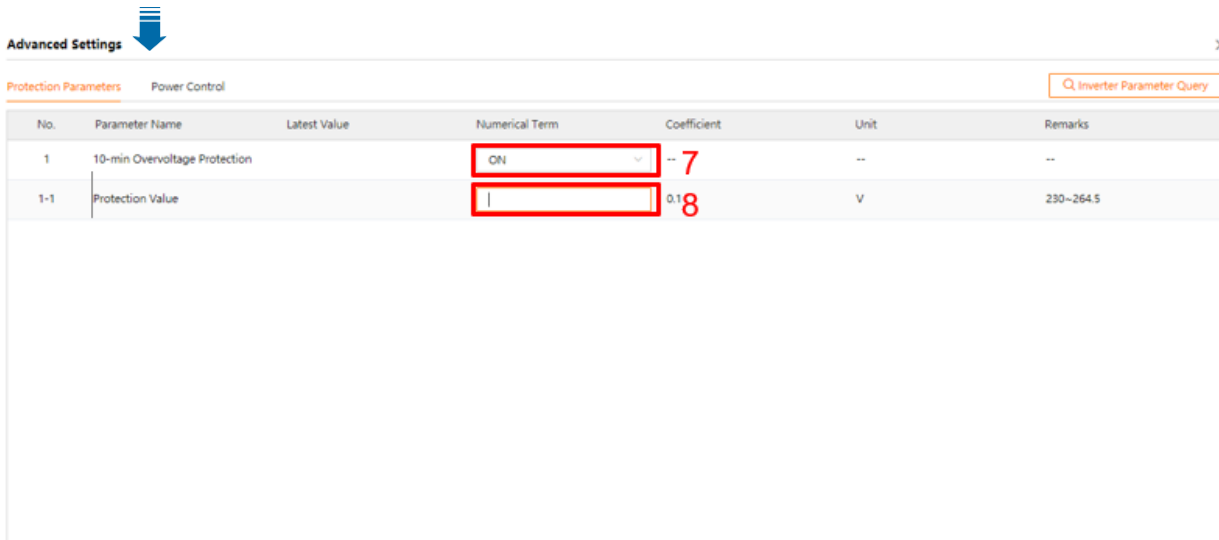 Advanced Settings
Protection Parameters Power Control Inverter Parameter Query
No. Parameter Name Latest Value Numerical Term Coefficient Unit Remarks
1 10-min Overvoltage Protection ON -- 7 -- --
1-1 Protection Value 0.1 8 V 230~264.5